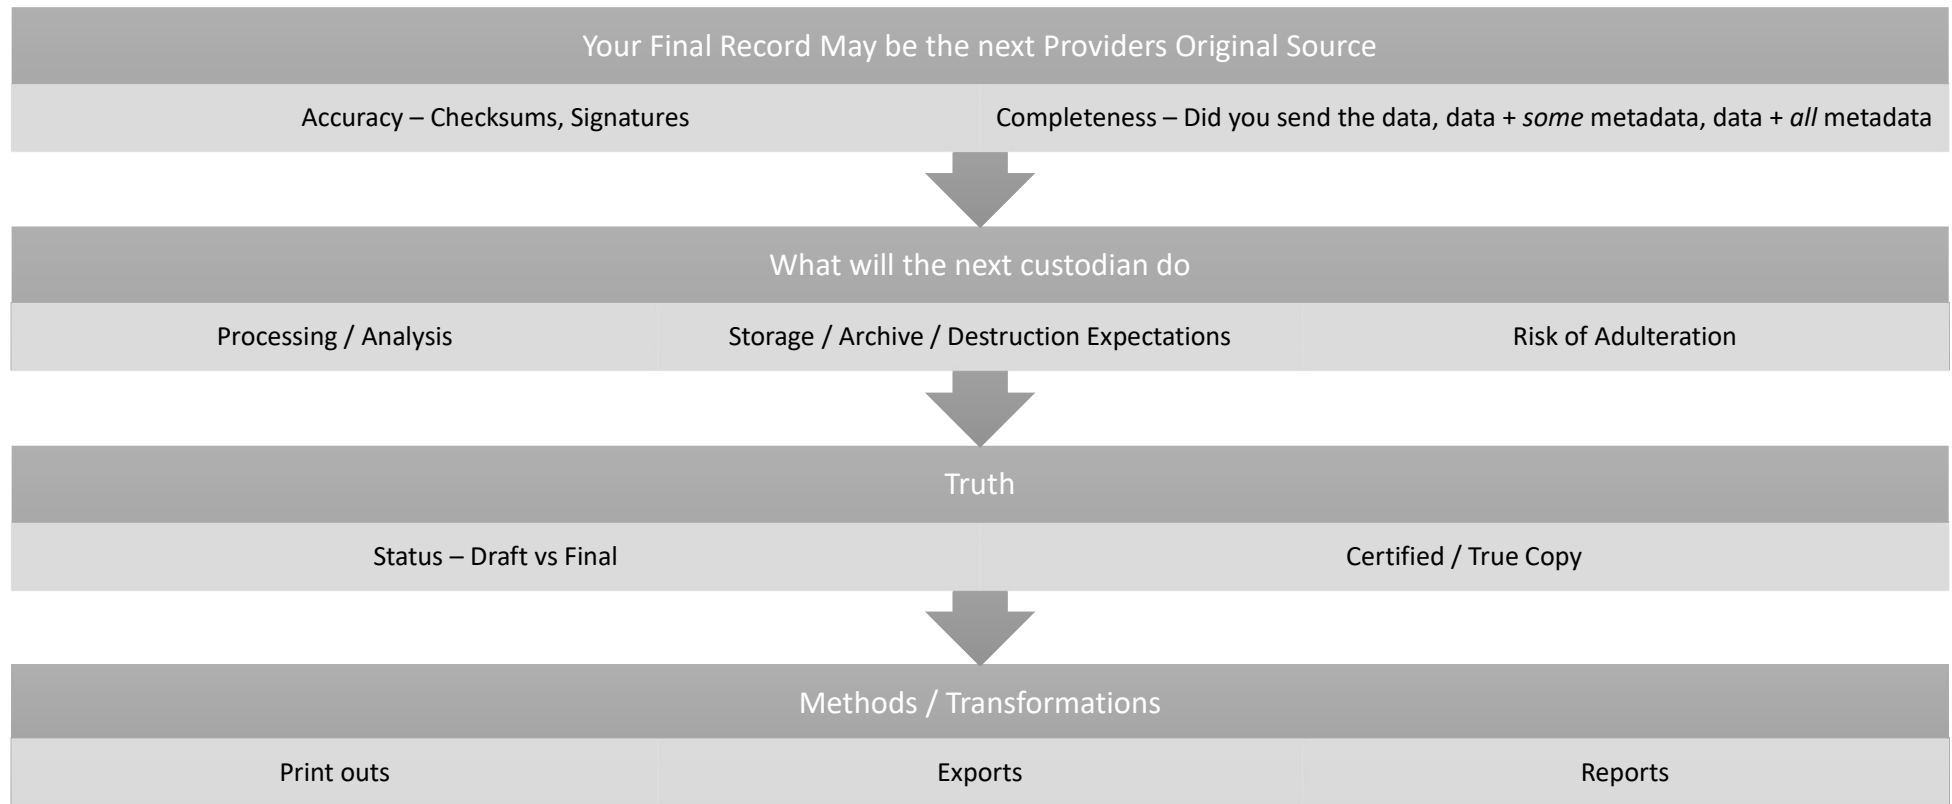 Your Final Record May be the next Providers Original Source
Accuracy – Checksums, Signatures
Completeness – Did you send the data, data + some metadata, data + all metadata
What will the next custodian do
Processing / Analysis
Storage / Archive / Destruction Expectations
Risk of Adulteration
Truth
Status – Draft vs Final
Certified / True Copy
Methods / Transformations
Print outs
Exports
Reports